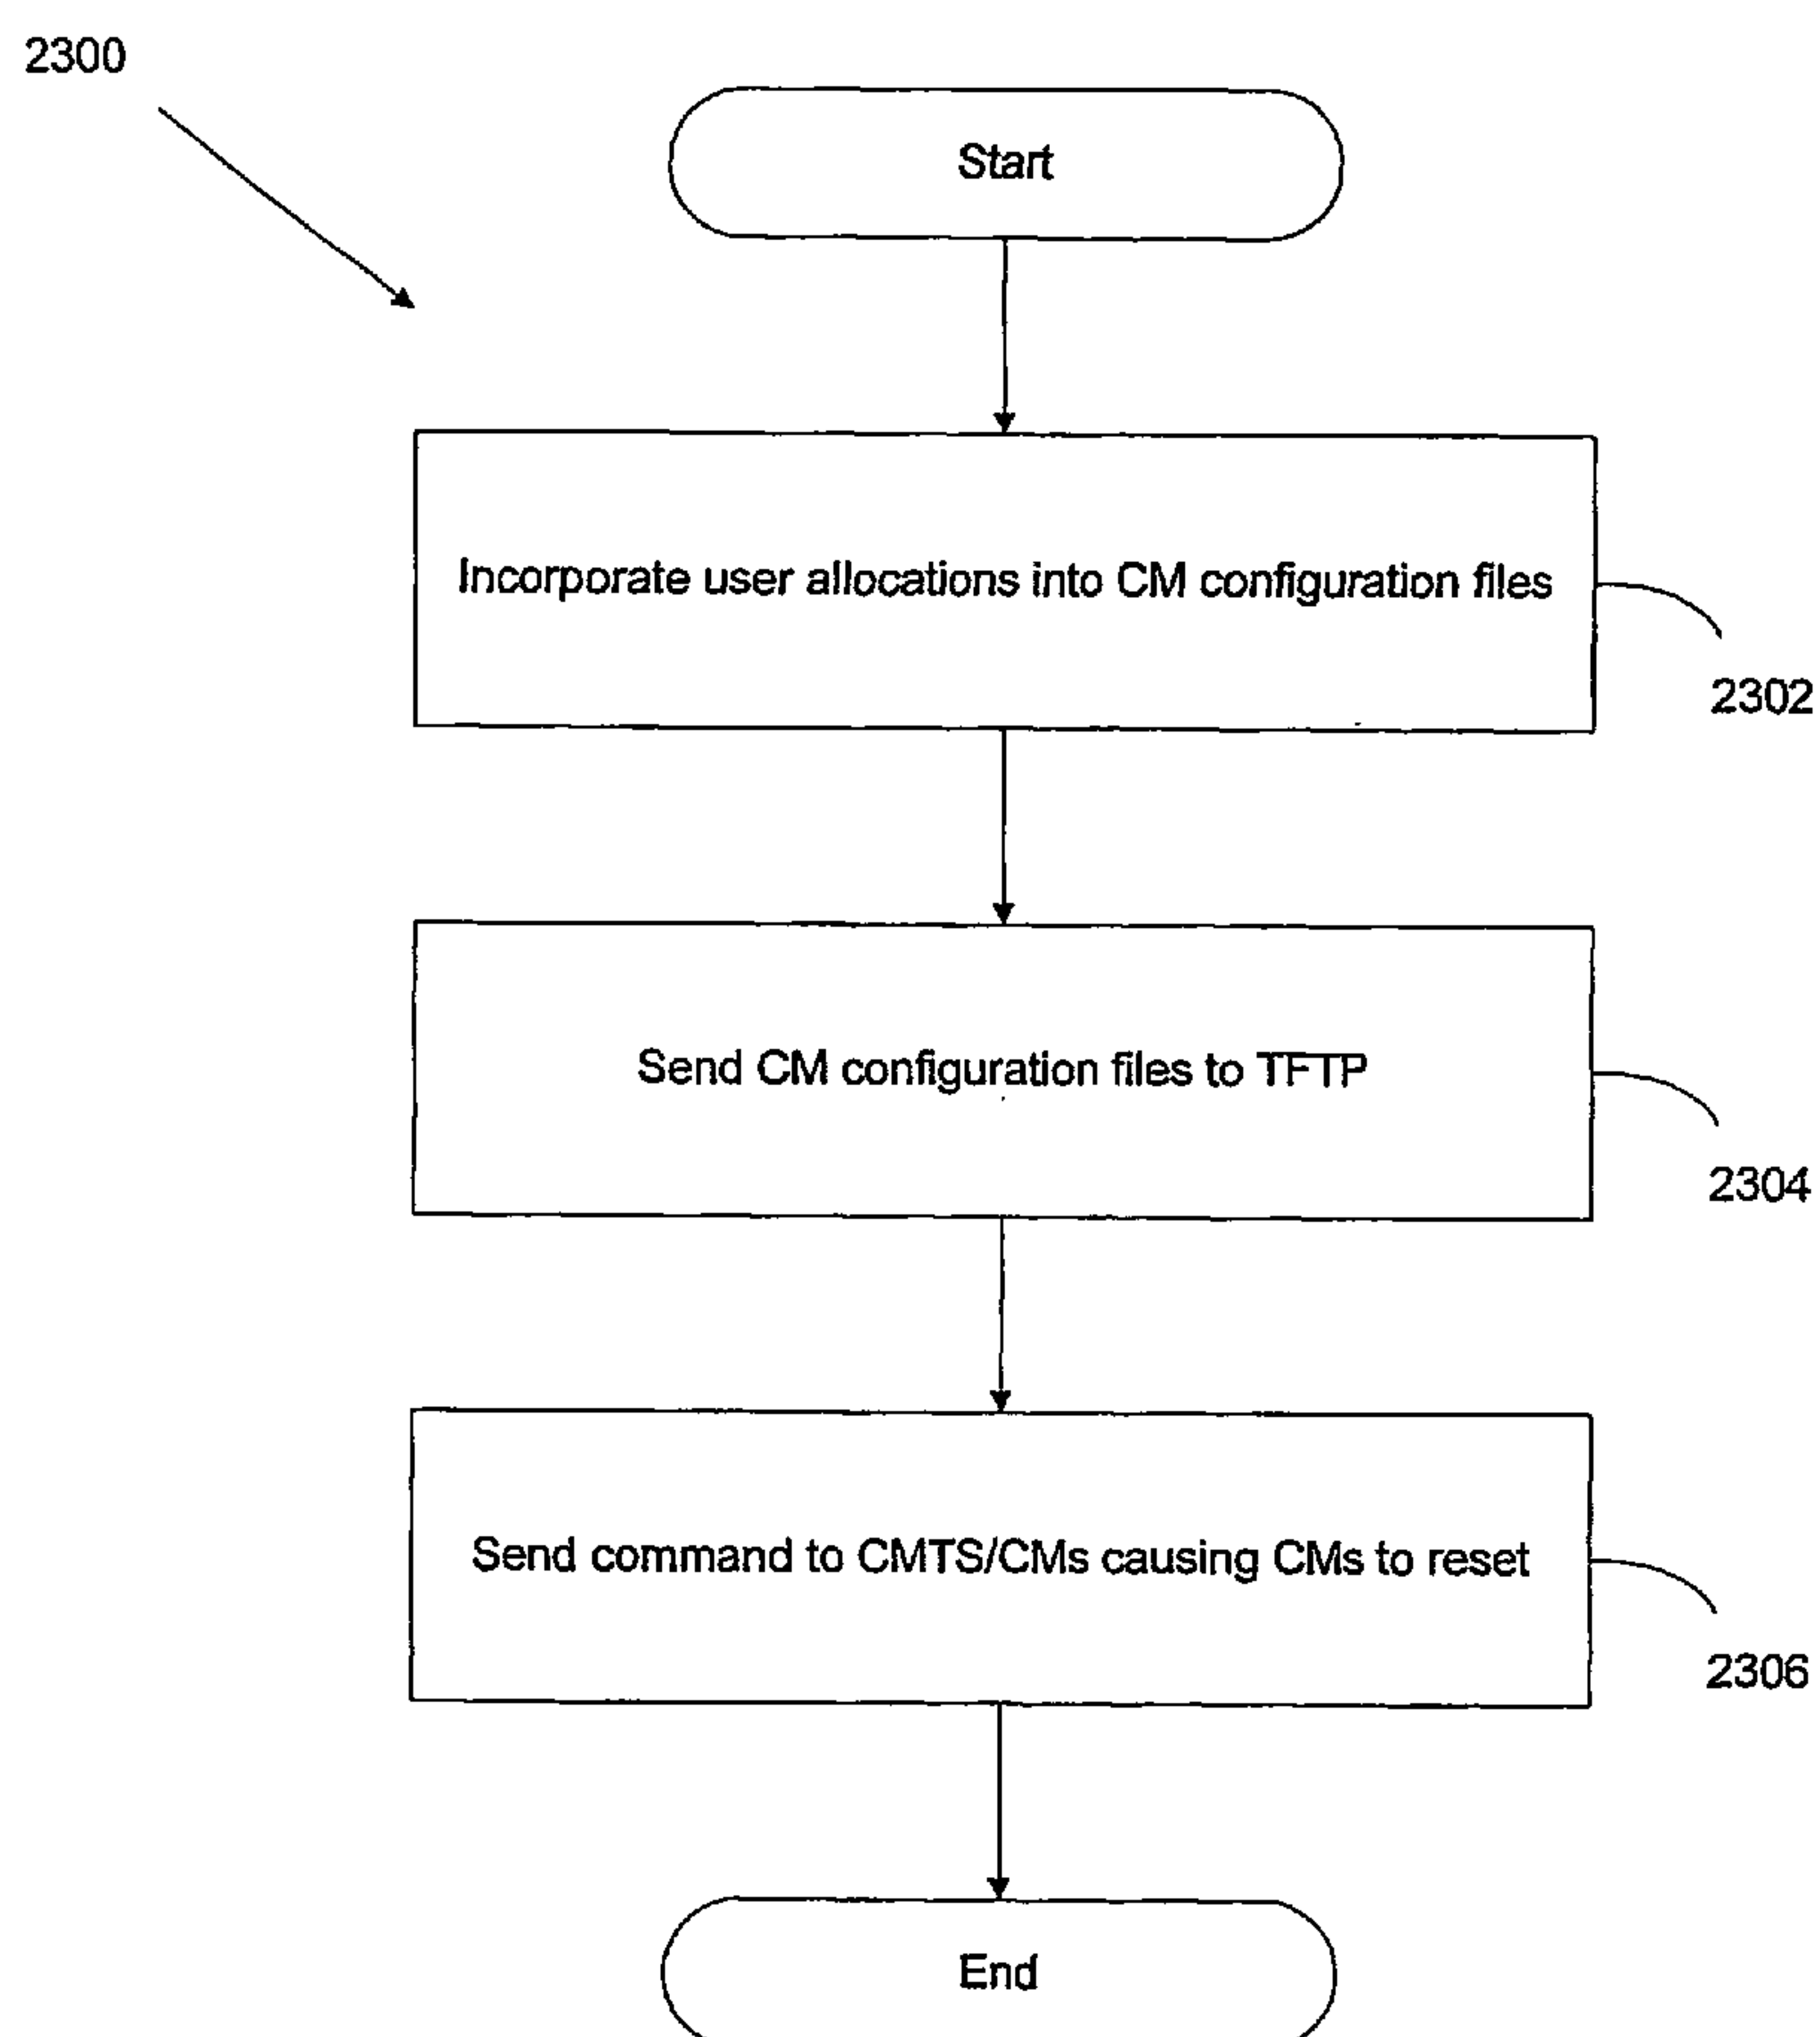 2300
Start
Incorporate user allocations into CM configuration files
2302
Send CM configuration files to TFTP
2304
Send command to CMTS/CMs causing CMs to reset
2306
End